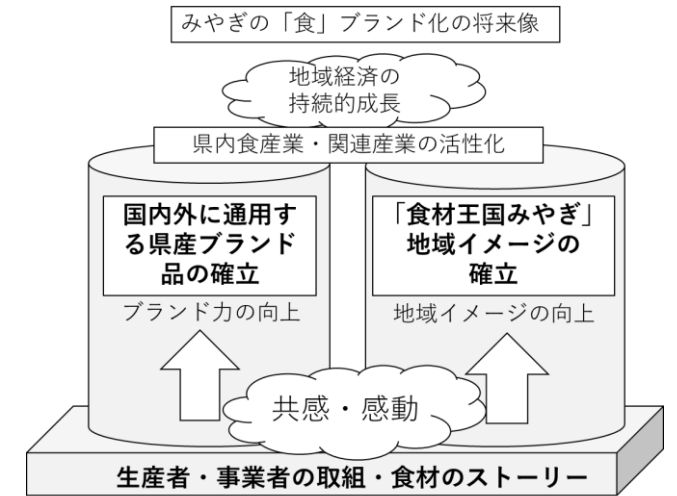 みやぎの「食」ブランド化の将来像
地域経済の
持続的成長
県内食産業・関連産業の活性化
国内外に通用す
る県産ブランド
品の確立
ブランド力の向上
「食材王国みやぎ」
地域イメージの
確立
地域イメージの向上
共感・感動
生産者・事業者の取組・食材のストーリー